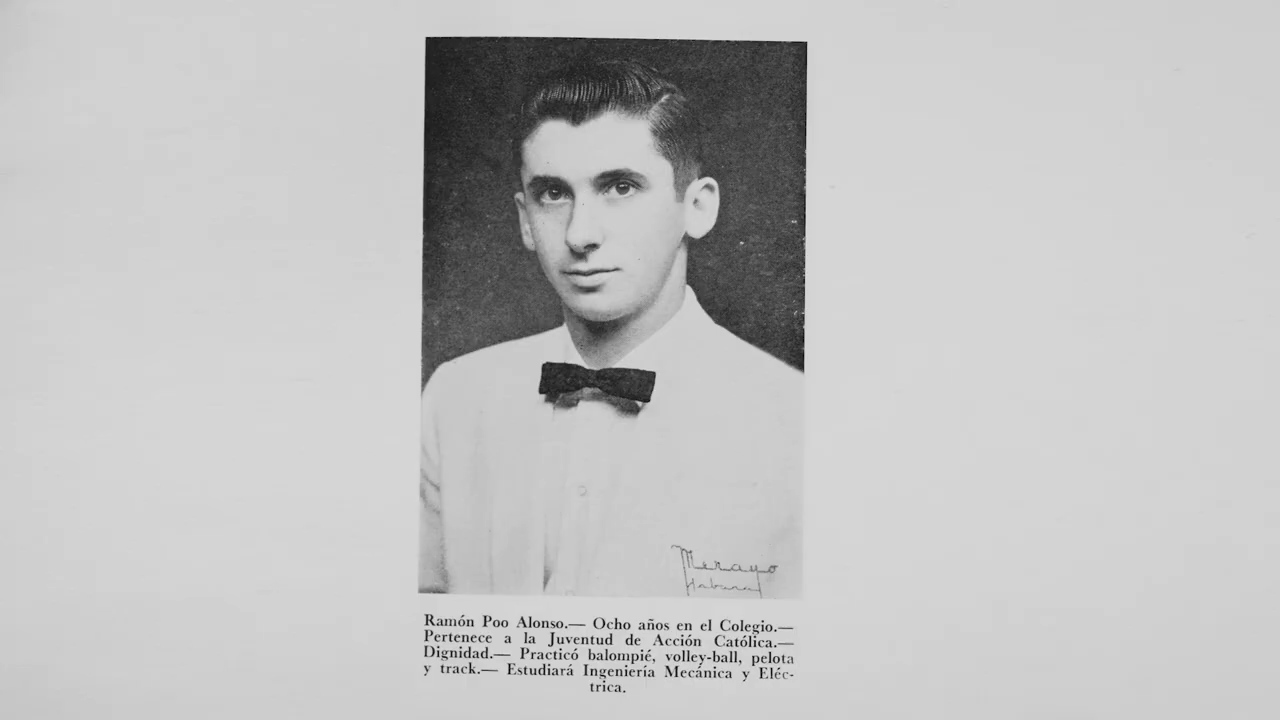 Merayo
Habana
Ramón Poo Alonso.— Ocho años en el Colegio.—
Pertenece a la Juventud de Acción Católica.—
Dignidad.— Practicó balompié, volley-ball, pelota
y track.— Estudiará Ingeniería Mecánica y Eléc-
trica.